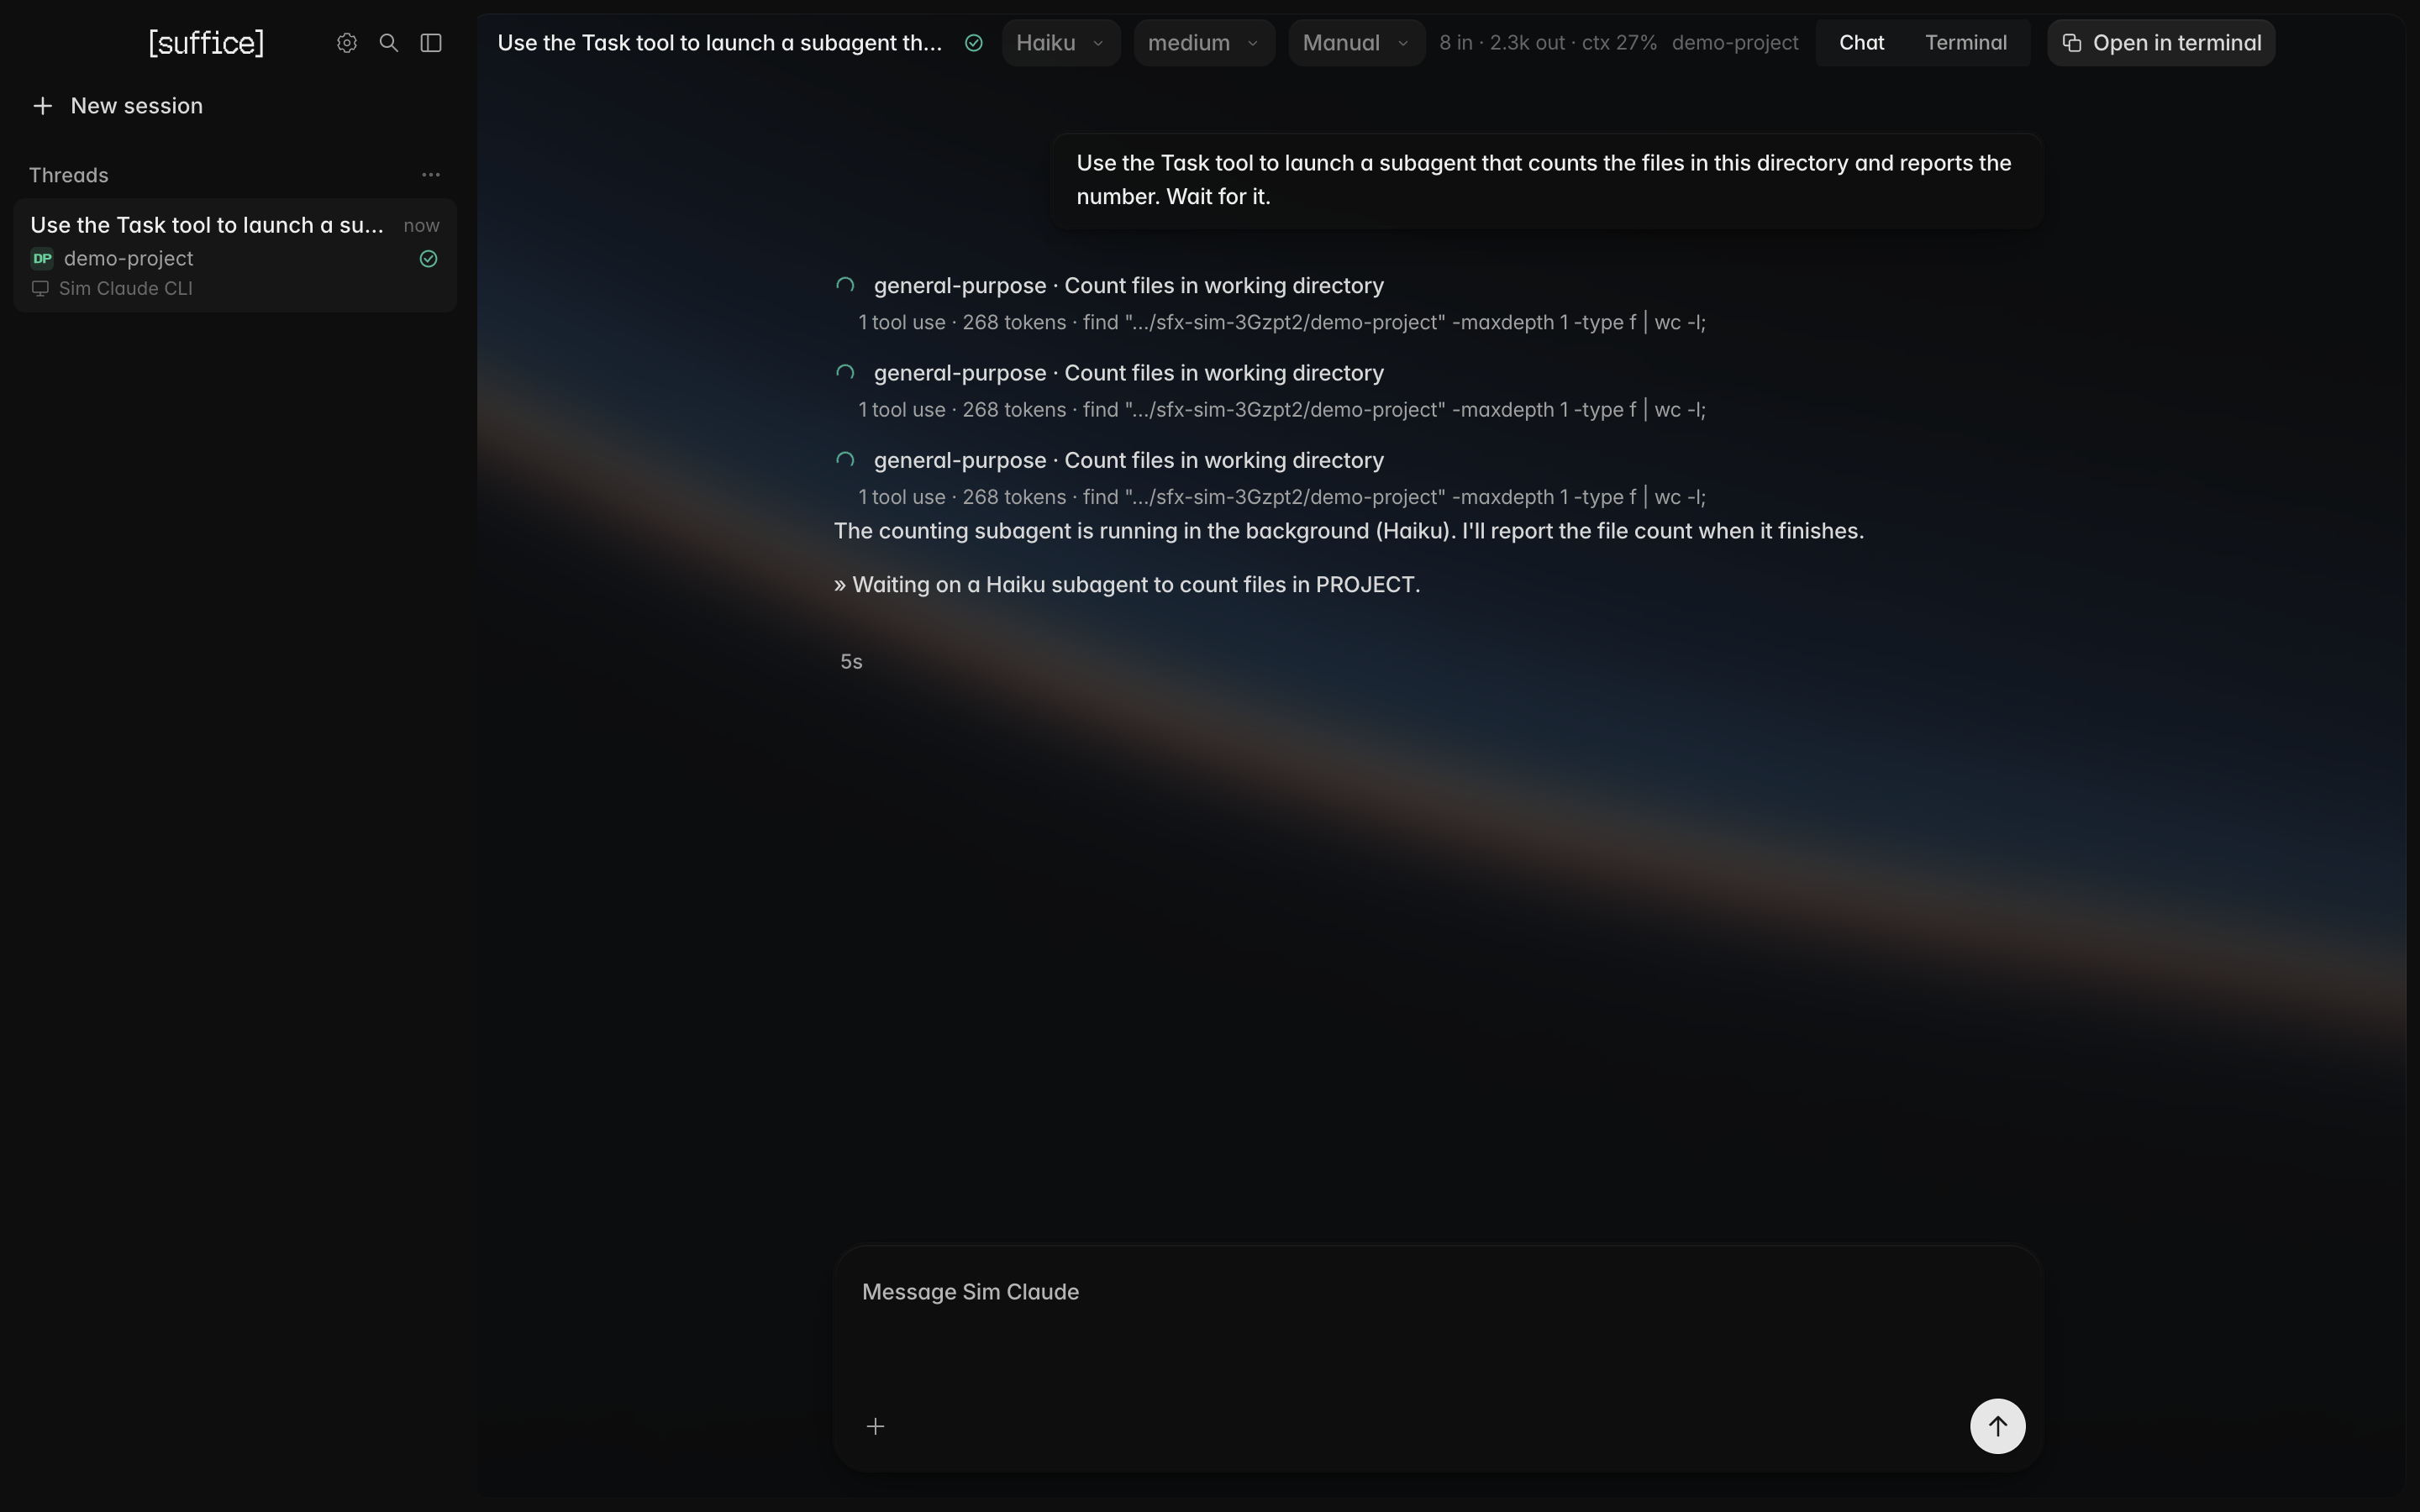 [suffice]
New session
Threads
Use the Task tool to launch a su... now
DP demo-project
Sim Claude CLI
Use the Task tool to launch a subagent th... Haiku medium Manual 8 in · 2.3k out · ctx 27% demo-project Chat Terminal Open in terminal
Use the Task tool to launch a subagent that counts the files in this directory and reports the
number. Wait for it.
general-purpose · Count files in working directory
1 tool use · 268 tokens · find ".../sfx-sim-3Gzpt2/demo-project" -maxdepth 1 -type f | wc -l;
general-purpose · Count files in working directory
1 tool use · 268 tokens · find ".../sfx-sim-3Gzpt2/demo-project" -maxdepth 1 -type f | wc -l;
general-purpose · Count files in working directory
1 tool use · 268 tokens · find ".../sfx-sim-3Gzpt2/demo-project" -maxdepth 1 -type f | wc -l;
The counting subagent is running in the background (Haiku). I'll report the file count when it finishes.
» Waiting on a Haiku subagent to count files in PROJECT.
5s
Message Sim Claude